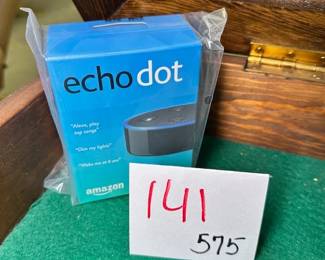 echo dot
"Alexa, play
top songs"
"Dim my lights"
"Wake me at 6 am"
amazon
141
575